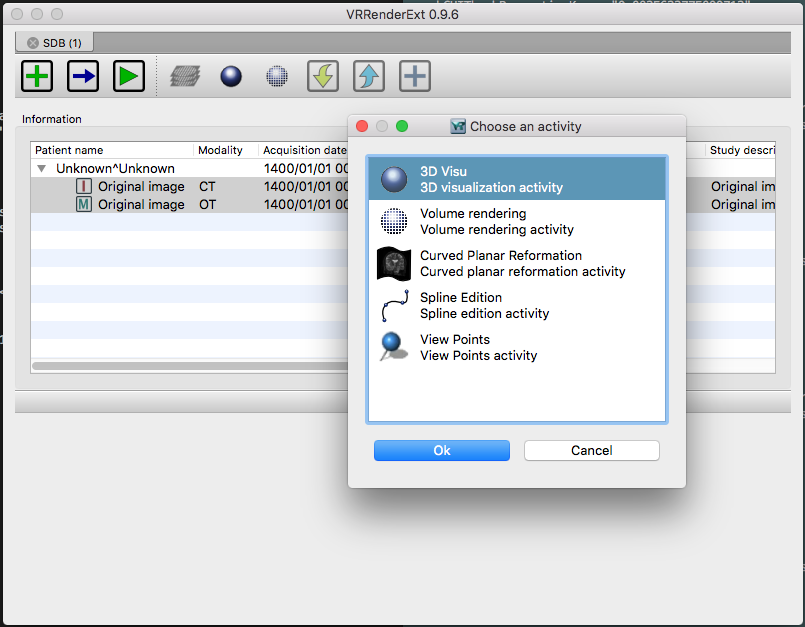 VRRenderExt 0.9.6
SDB (1)
Information
Patient name Modality Acquisition date Study descri
Unknown^Unknown 1400/01/01 00
I Original image CT 1400/01/01 00 Original im
M Original image OT 1400/01/01 00 Original im
Choose an activity
3D Visu
3D visualization activity
Volume rendering
Volume rendering activity
Curved Planar Reformation
Curved planar reformation activity
Spline Edition
Spline edition activity
View Points
View Points activity
Ok Cancel